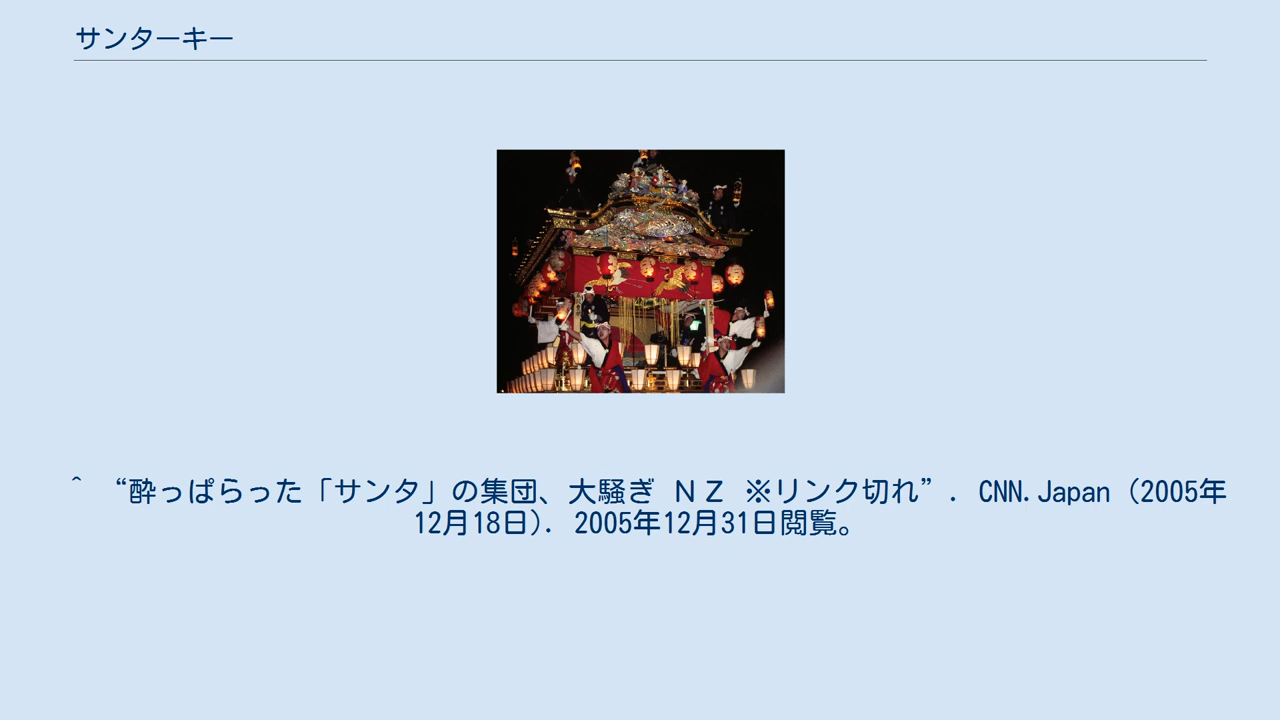 サンターキー
^ “酔っぱらった「サンタ」の集団、大騒ぎ ＮＺ ※リンク切れ”. CNN.Japan (2005年
12月18日). 2005年12月31日閲覧。